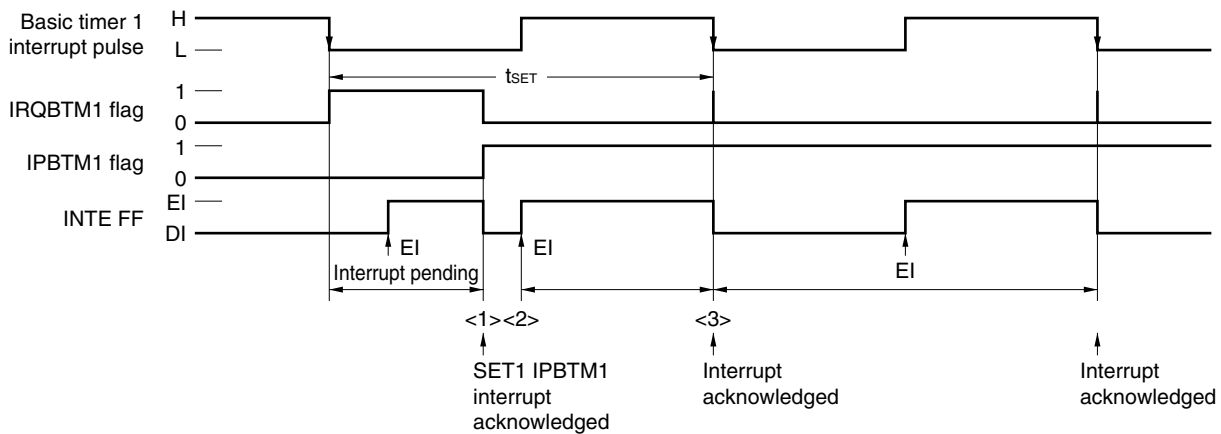 Basic timer 1
interrupt pulse
H
L
tSET
IRQBTM1 flag
1
0
IPBTM1 flag
1
0
INTE FF
EI
DI
EI
EI
EI
Interrupt pending
<1> <2> <3>
SET1 IPBTM1
interrupt
acknowledged
Interrupt
acknowledged
Interrupt
acknowledged